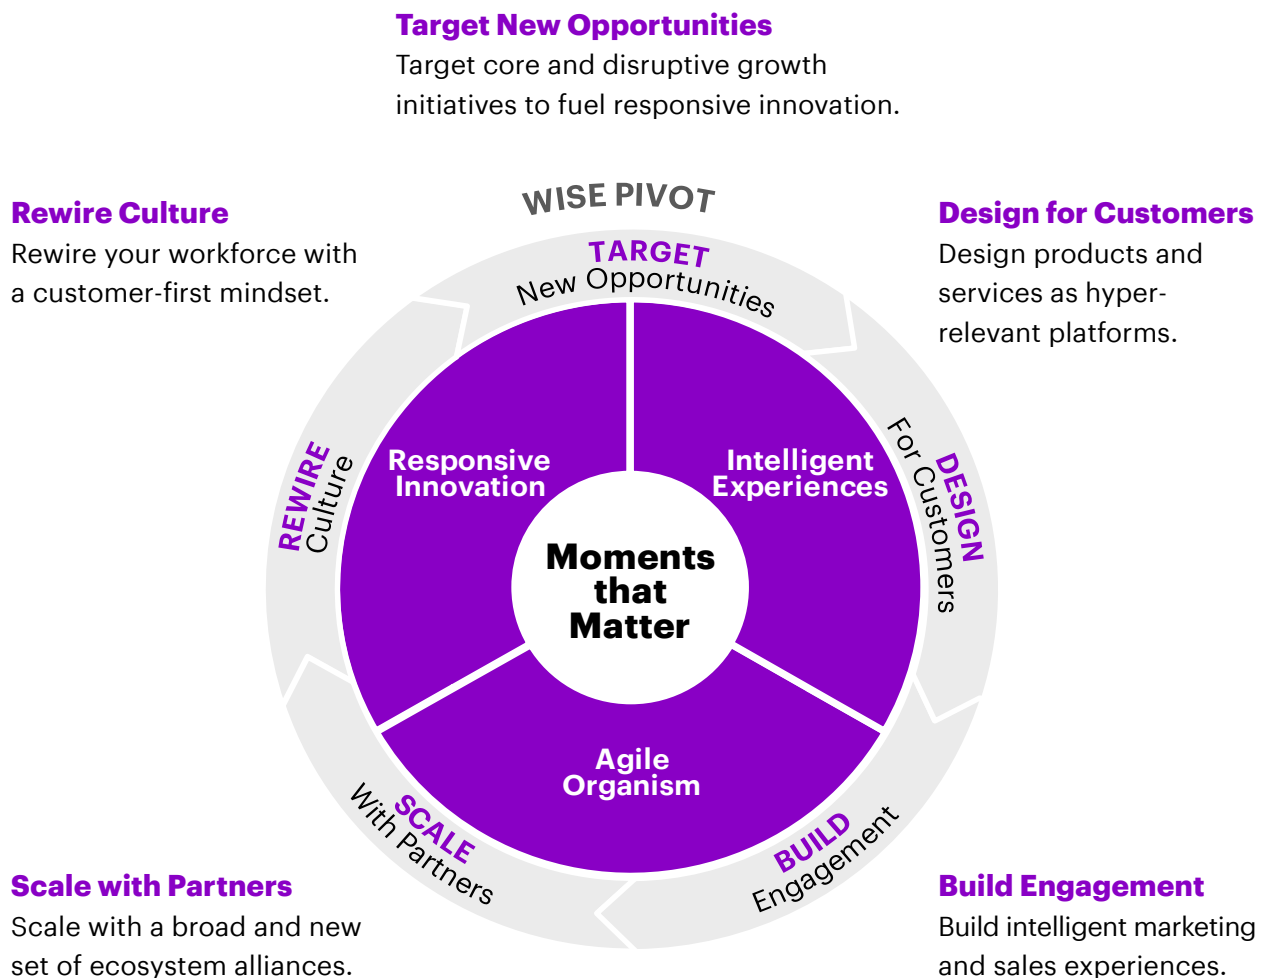 Target New Opportunities
Target core and disruptive growth
initiatives to fuel responsive innovation.
Rewire Culture
Rewire your workforce with
a customer-first mindset.
WISE PIVOT
Design for Customers
Design products and
services as hyper-
relevant platforms.
TARGET
New Opportunities
DESIGN
For Customers
BUILD
Engagement
SCALE
With Partners
REWIRE
Culture
Responsive
Innovation
Intelligent
Experiences
Moments
that
Matter
Agile
Organism
Scale with Partners
Scale with a broad and new
set of ecosystem alliances.
Build Engagement
Build intelligent marketing
and sales experiences.